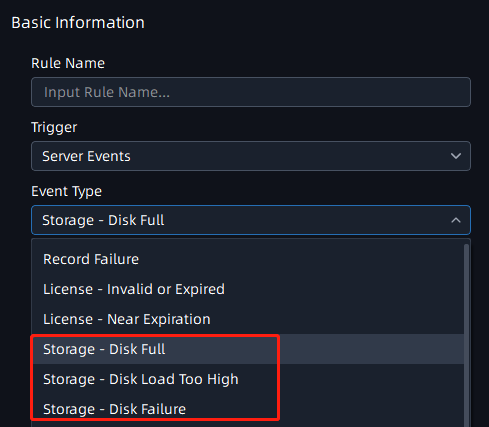 Basic Information
Rule Name
Input Rule Name...
Trigger
Server Events
Event Type
Storage - Disk Full
Record Failure
License - Invalid or Expired
License - Near Expiration
Storage - Disk Full
Storage - Disk Load Too High
Storage - Disk Failure